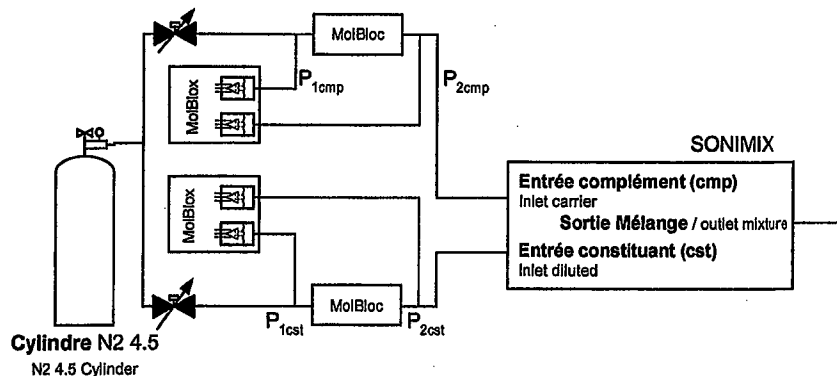 MolBloc
P1cmp
P2cmp
MolBlox
SONIMIX
Entrée complément (cmp)
Inlet carrier
Sortie Mélange / outlet mixture
Entrée constituant (cst)
Inlet diluted
MolBlox
MolBloc
P1cst
P2cst
Cylindre N2 4.5
N2 4.5 Cylinder